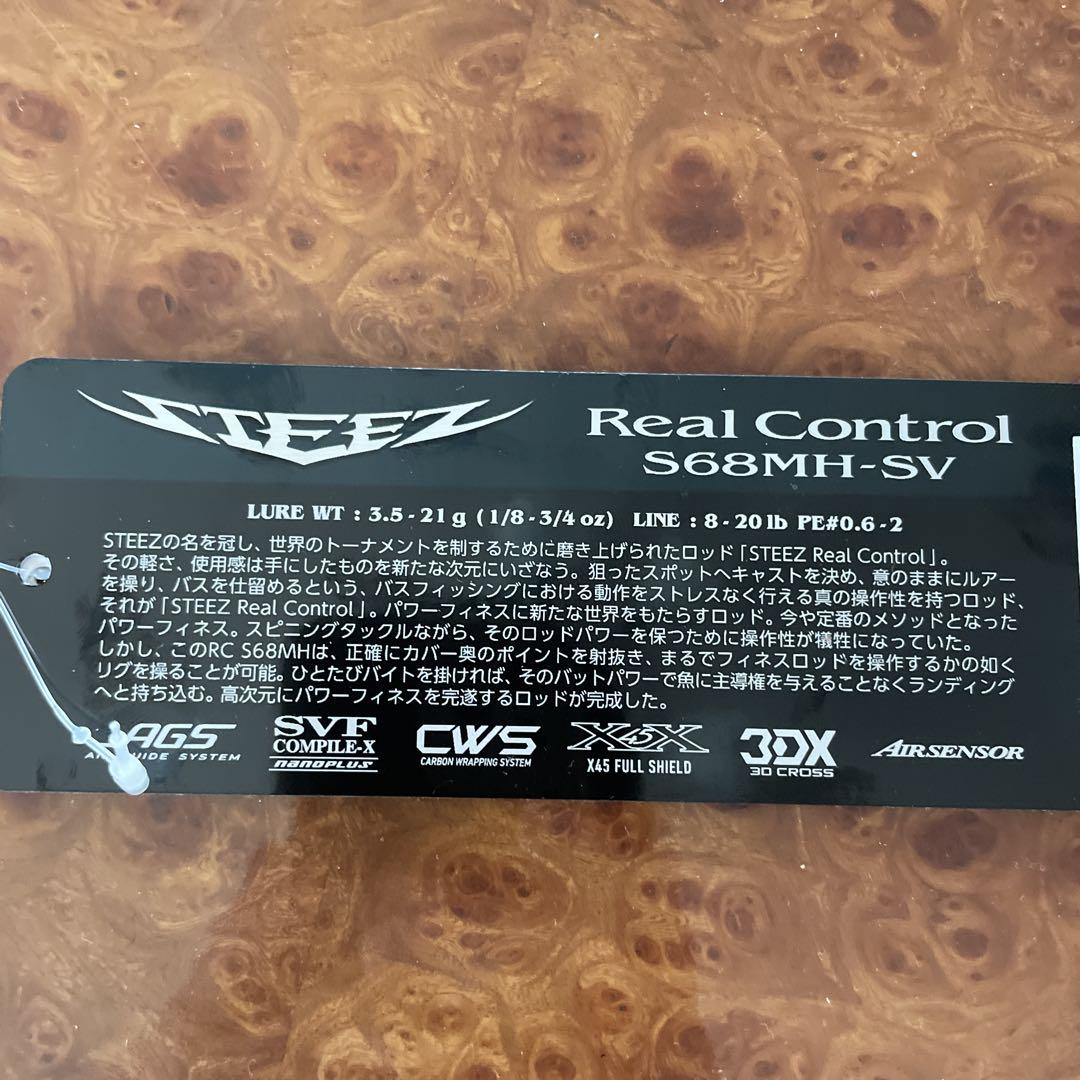 STEEZ
Real Control
S68MH-SV
LURE WT : 3.5 - 21 g ( 1/8 - 3/4 oz) LINE : 8 - 20 lb PE#0.6 - 2
STEEZの名を冠し、世界のトーナメントを制するために磨き上げられたロッド「STEEZ Real Control」。
その軽さ、使用感は手にしたものを新たな次元にいざなう。狙ったスポットへキャストを決め、意のままにルアー
を操り、バスを仕留めるという、バスフィッシングにおける動作をストレスなく行える真の操作性を持つロッド、
それが「STEEZ Real Control」。パワーフィネスに新たな世界をもたらすロッド。今や定番のメソッドとなった
パワーフィネス。スピニングタックルながら、そのロッドパワーを保つために操作性が犠牲になっていた。
しかし、このRC S68MHは、正確にカバー奥のポイントを射抜き、まるでフィネスロッドを操作するかの如く
リグを操ることが可能。ひとたびバイトを掛ければ、そのバットパワーで魚に主導権を与えることなくランディング
へと持ち込む。高次元にパワーフィネスを完遂するロッドが完成した。
AGS
SYSTEM
SVF
COMPILE-X
nanoplus
CWS
CARBON WRAPPING SYSTEM
X45X
X45 FULL SHIELD
3DX
3D CROSS
AIRSENSOR